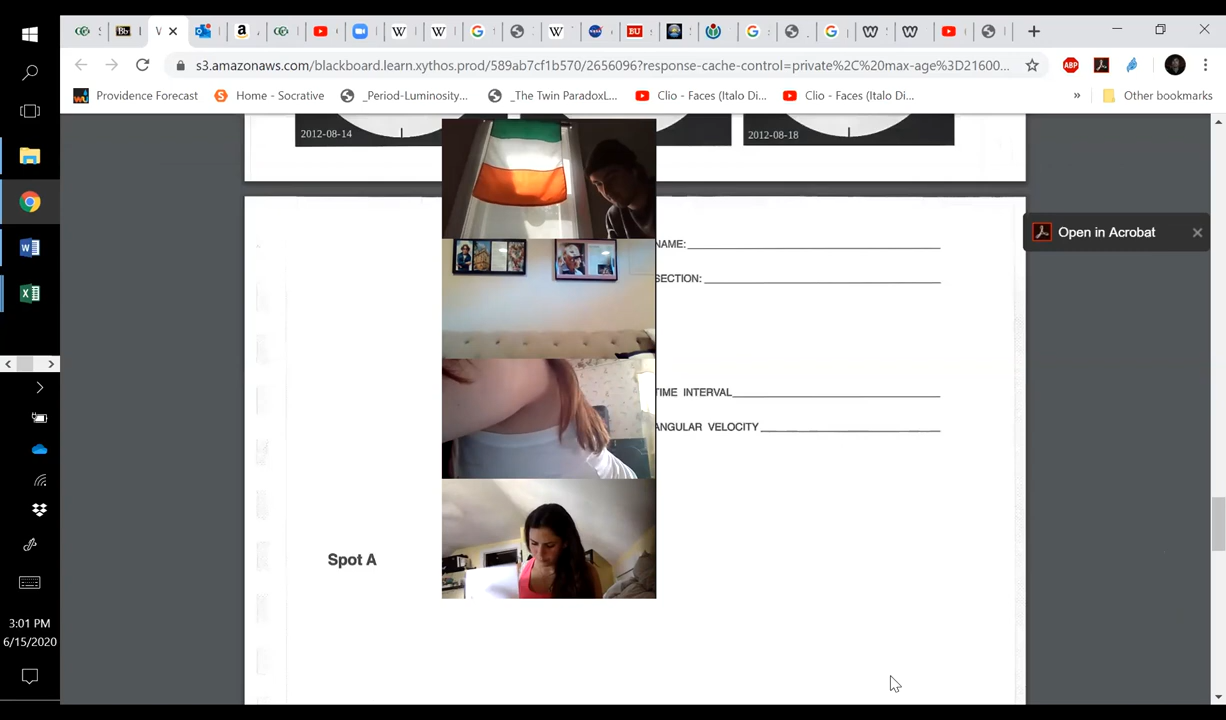 s3.amazonaws.com/blackboard.learn.xythos.prod/589ab7cf1b570/2656096?response-cache-control=private%2C%20max-age%3D21600...
ABP
Providence Forecast
Home - Socrative
_Period-Luminosity...
_The Twin ParadoxL...
Clio - Faces (Italo Di...
Clio - Faces (Italo Di...
»
Other bookmarks
2012-08-14
2012-08-18
Open in Acrobat
NAME:
SECTION:
TIME INTERVAL
ANGULAR VELOCITY
Spot A
3:01 PM
6/15/2020